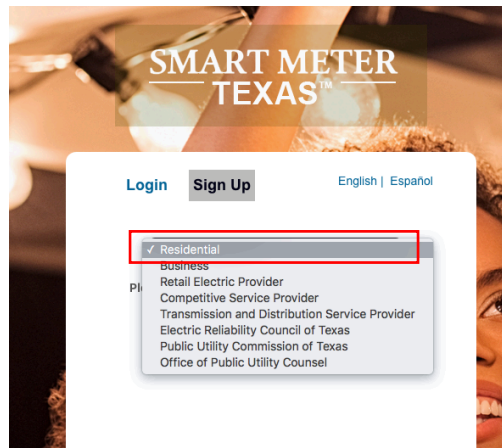 SMART METER
TEXAS™
Login Sign Up English | Español
✓ Residential
Business
Retail Electric Provider
Competitive Service Provider
Transmission and Distribution Service Provider
Electric Reliability Council of Texas
Public Utility Commission of Texas
Office of Public Utility Counsel